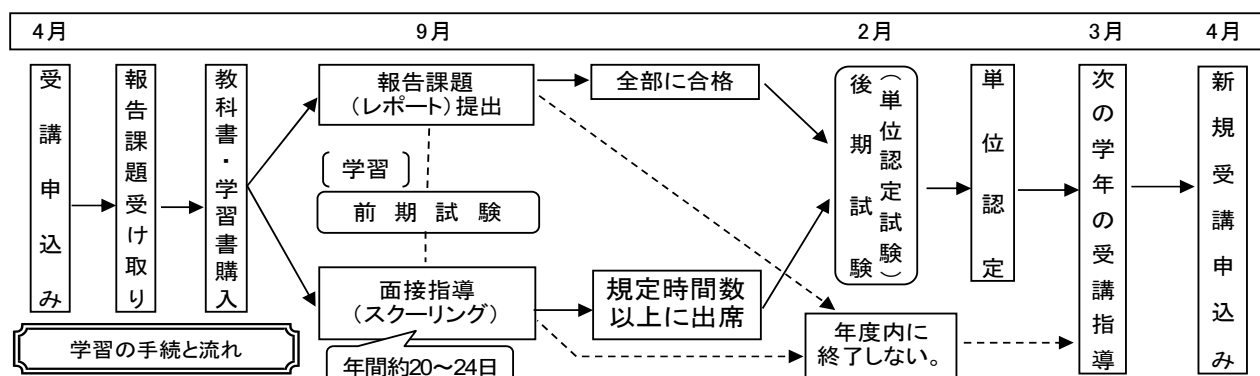 4月
9月
2月
3月
4月
受講申込み
報告課題受け取り
教科書・学習書購入
報告課題
（レポート）提出
〔学習〕
前期試験
面接指導
（スクーリング）
年間約20～24日
全部に合格
規定時間数
以上に出席
後期試験
（単位認定試験）
年度内に
終了しない。
単位認定
次の学年の受講指導
新規受講申込み
学習の手続と流れ